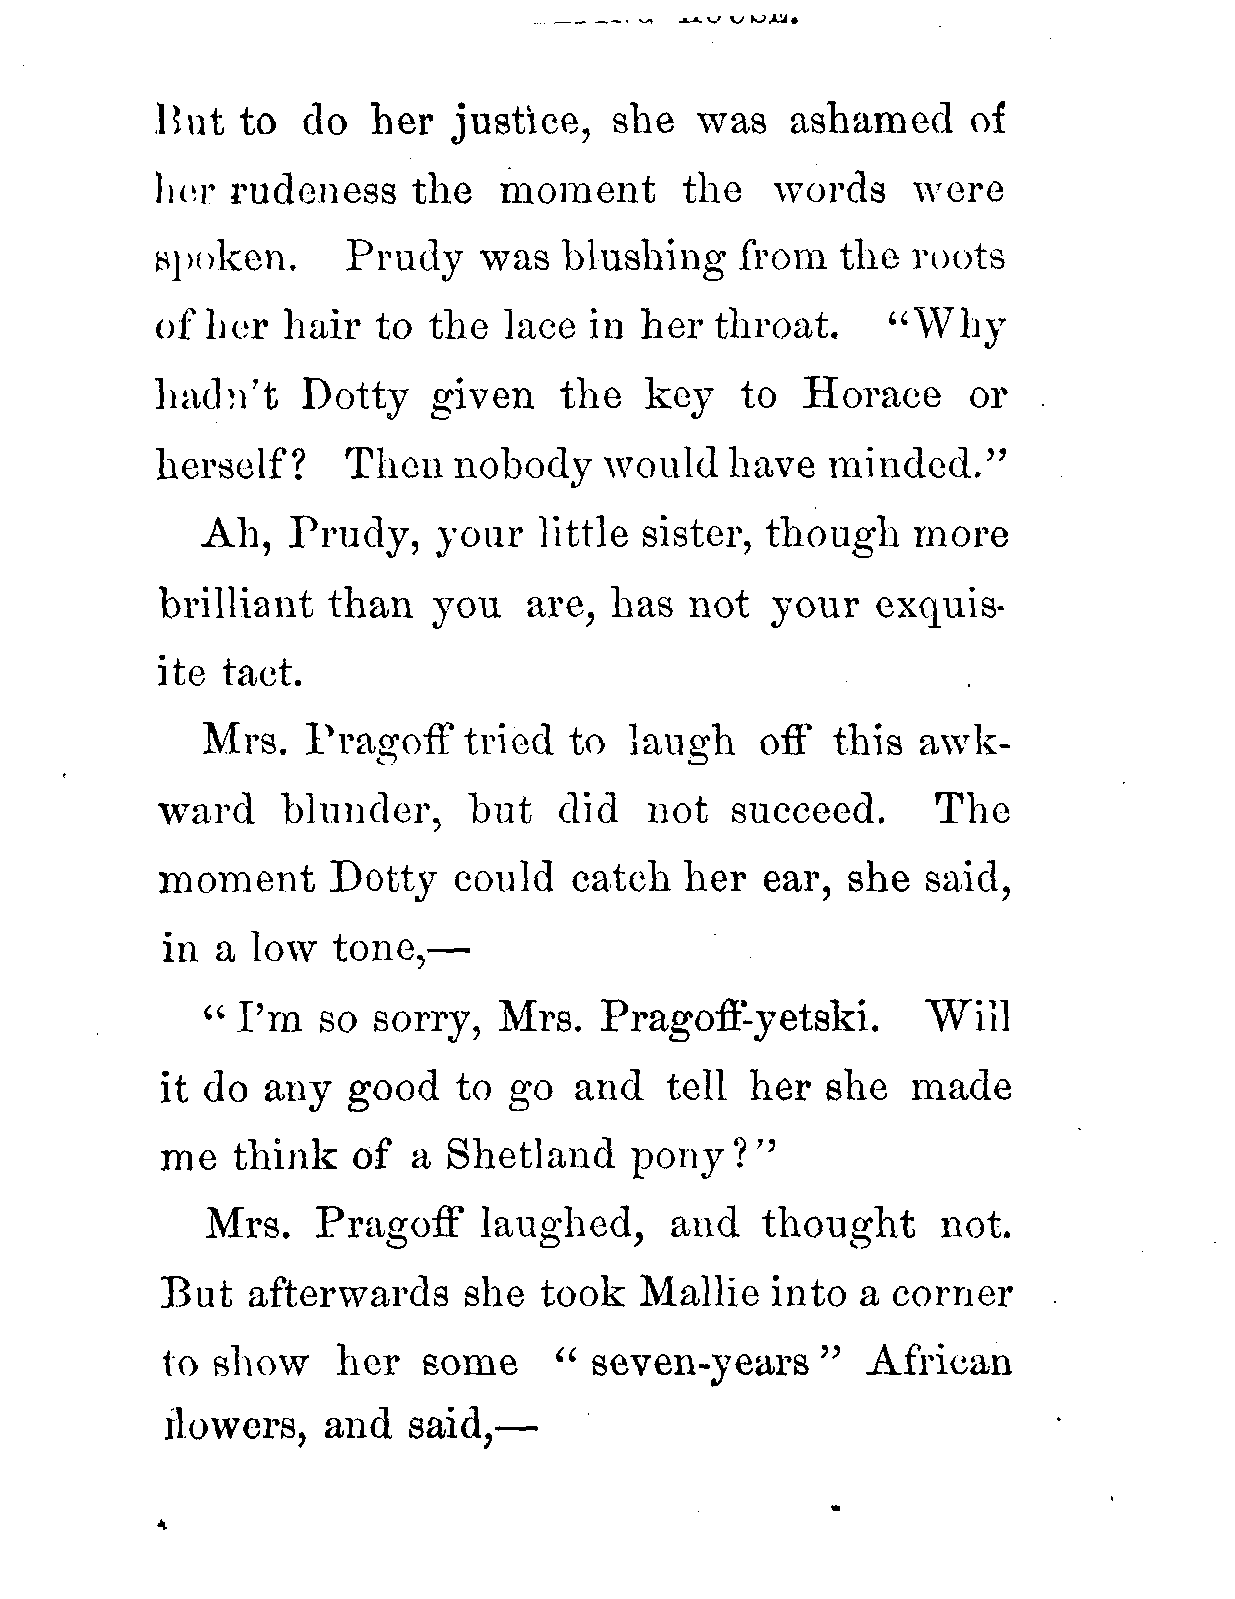 HOUSE.
But to do her justice, she was ashamed of
her rudeness the moment the words were
spoken. Prudy was blushing from the roots
of her hair to the lace in her throat. “Why
hadn’t Dotty given the key to Horace or
herself? Then nobody would have minded.”
Ah, Prudy, your little sister, though more
brilliant than you are, has not your exquis-
ite tact.
Mrs. Pragoff tried to laugh off this awk-
ward blunder, but did not succeed. The
moment Dotty could catch her ear, she said,
in a low tone,—
“ I’m so sorry, Mrs. Pragoff-yetski. Will
it do any good to go and tell her she made
me think of a Shetland pony?”
Mrs. Pragoff laughed, and thought not.
But afterwards she took Mallie into a corner
to show her some “ seven-years ” African
flowers, and said,—